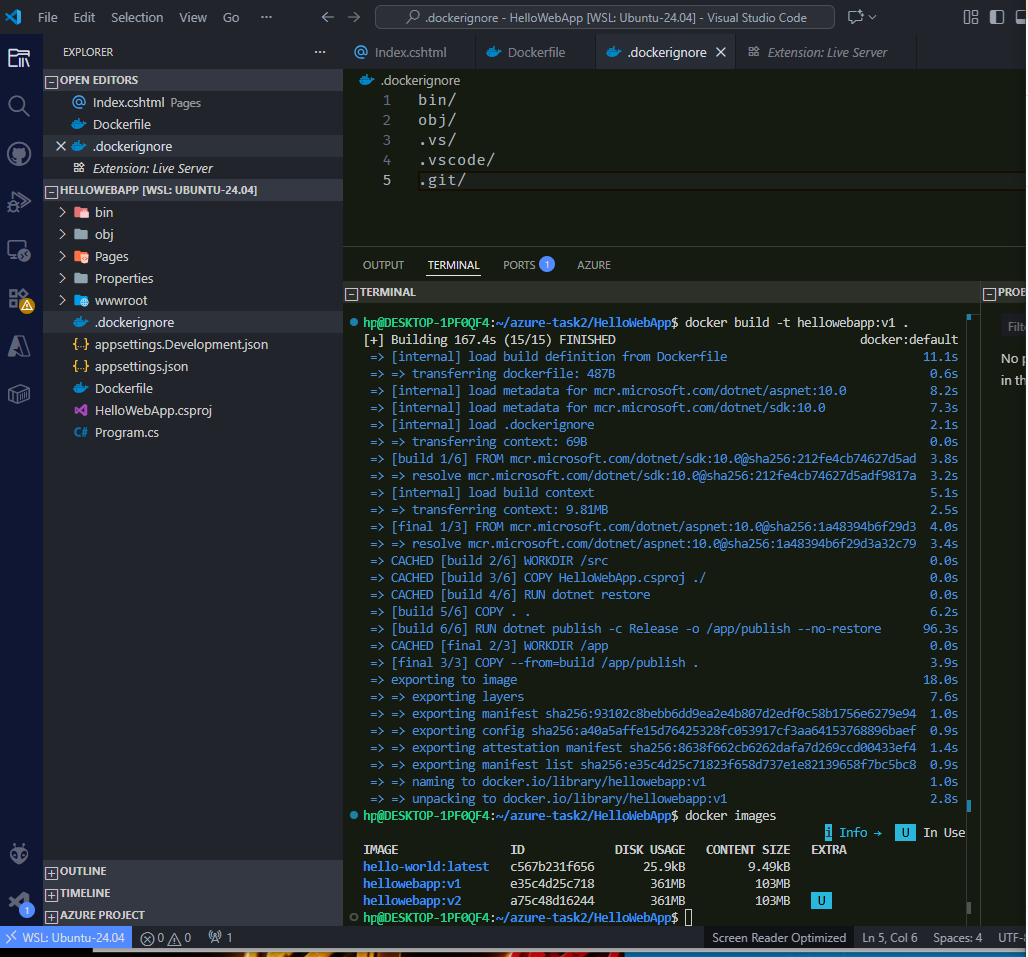 File Edit Selection View Go ··· .dockerignore - HelloWebApp [WSL: Ubuntu-24.04] - Visual Studio Code
EXPLORER ···
OPEN EDITORS
Index.cshtml Pages
Dockerfile
.dockerignore
Extension: Live Server
HELLOWEBAPP [WSL: UBUNTU-24.04]
bin
obj
Pages
Properties
wwwroot
.dockerignore
{..} appsettings.Development.json
{..} appsettings.json
Dockerfile
HelloWebApp.csproj
C# Program.cs
OUTLINE
TIMELINE
AZURE PROJECT
Index.cshtml Dockerfile .dockerignore Extension: Live Server
.dockerignore
1 bin/
2 obj/
3 .vs/
4 .vscode/
5 .git/
OUTPUT TERMINAL PORTS 1 AZURE
TERMINAL
hp@DESKTOP-1PF0QF4:~/azure-task2/HelloWebApp$ docker build -t hellowebapp:v1 .
[+] Building 167.4s (15/15) FINISHED docker:default
=> [internal] load build definition from Dockerfile 11.1s
=> => transferring dockerfile: 487B 0.6s
=> [internal] load metadata for mcr.microsoft.com/dotnet/aspnet:10.0 8.2s
=> [internal] load metadata for mcr.microsoft.com/dotnet/sdk:10.0 7.3s
=> [internal] load .dockerignore 2.1s
=> => transferring context: 69B 0.0s
=> [build 1/6] FROM mcr.microsoft.com/dotnet/sdk:10.0@sha256:212fe4cb74627d5ad 3.8s
=> => resolve mcr.microsoft.com/dotnet/sdk:10.0@sha256:212fe4cb74627d5adf9817a 3.2s
=> [internal] load build context 5.1s
=> => transferring context: 9.81MB 2.5s
=> [final 1/3] FROM mcr.microsoft.com/dotnet/aspnet:10.0@sha256:1a48394b6f29d3 4.0s
=> => resolve mcr.microsoft.com/dotnet/aspnet:10.0@sha256:1a48394b6f29d3a32c79 3.4s
=> CACHED [build 2/6] WORKDIR /src 0.0s
=> CACHED [build 3/6] COPY HelloWebApp.csproj ./ 0.0s
=> CACHED [build 4/6] RUN dotnet restore 0.0s
=> [build 5/6] COPY . . 6.2s
=> [build 6/6] RUN dotnet publish -c Release -o /app/publish --no-restore 96.3s
=> CACHED [final 2/3] WORKDIR /app 0.0s
=> [final 3/3] COPY --from=build /app/publish . 3.9s
=> exporting to image 18.0s
=> => exporting layers 7.6s
=> => exporting manifest sha256:93102c8bebb6dd9ea2e4b807d2edf0c58b1756e6279e94 1.0s
=> => exporting config sha256:a40a5affe15d76425328fc053917cf3aa64153768896baef 0.9s
=> => exporting attestation manifest sha256:8638f662cb6262dafa7d269ccd00433ef4 1.4s
=> => exporting manifest list sha256:e35c4d25c71823f658d737e1e82139658f7bc5bc8 0.9s
=> => naming to docker.io/library/hellowebapp:v1 1.0s
=> => unpacking to docker.io/library/hellowebapp:v1 2.8s
hp@DESKTOP-1PF0QF4:~/azure-task2/HelloWebApp$ docker images
i Info → U In Use
IMAGE ID DISK USAGE CONTENT SIZE EXTRA
hello-world:latest c567b231f656 25.9kB 9.49kB
hellowebapp:v1 e35c4d25c718 361MB 103MB
hellowebapp:v2 a75c48d16244 361MB 103MB U
hp@DESKTOP-1PF0QF4:~/azure-task2/HelloWebApp$
PROB
Filt
No p
in th
1
WSL: Ubuntu-24.04 0 0 1 Screen Reader Optimized Ln 5, Col 6 Spaces: 4 UTF-8